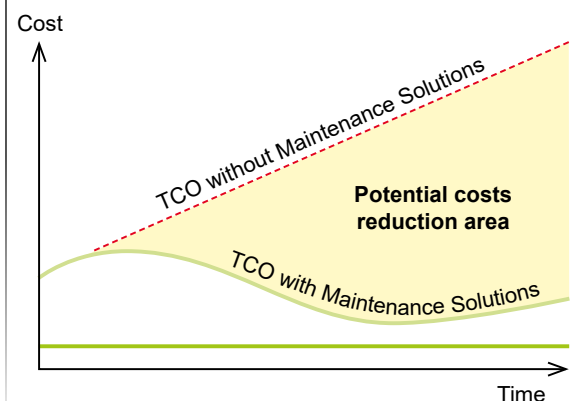 Cost
TCO without Maintenance Solutions
Potential costs
reduction area
TCO with Maintenance Solutions
Time